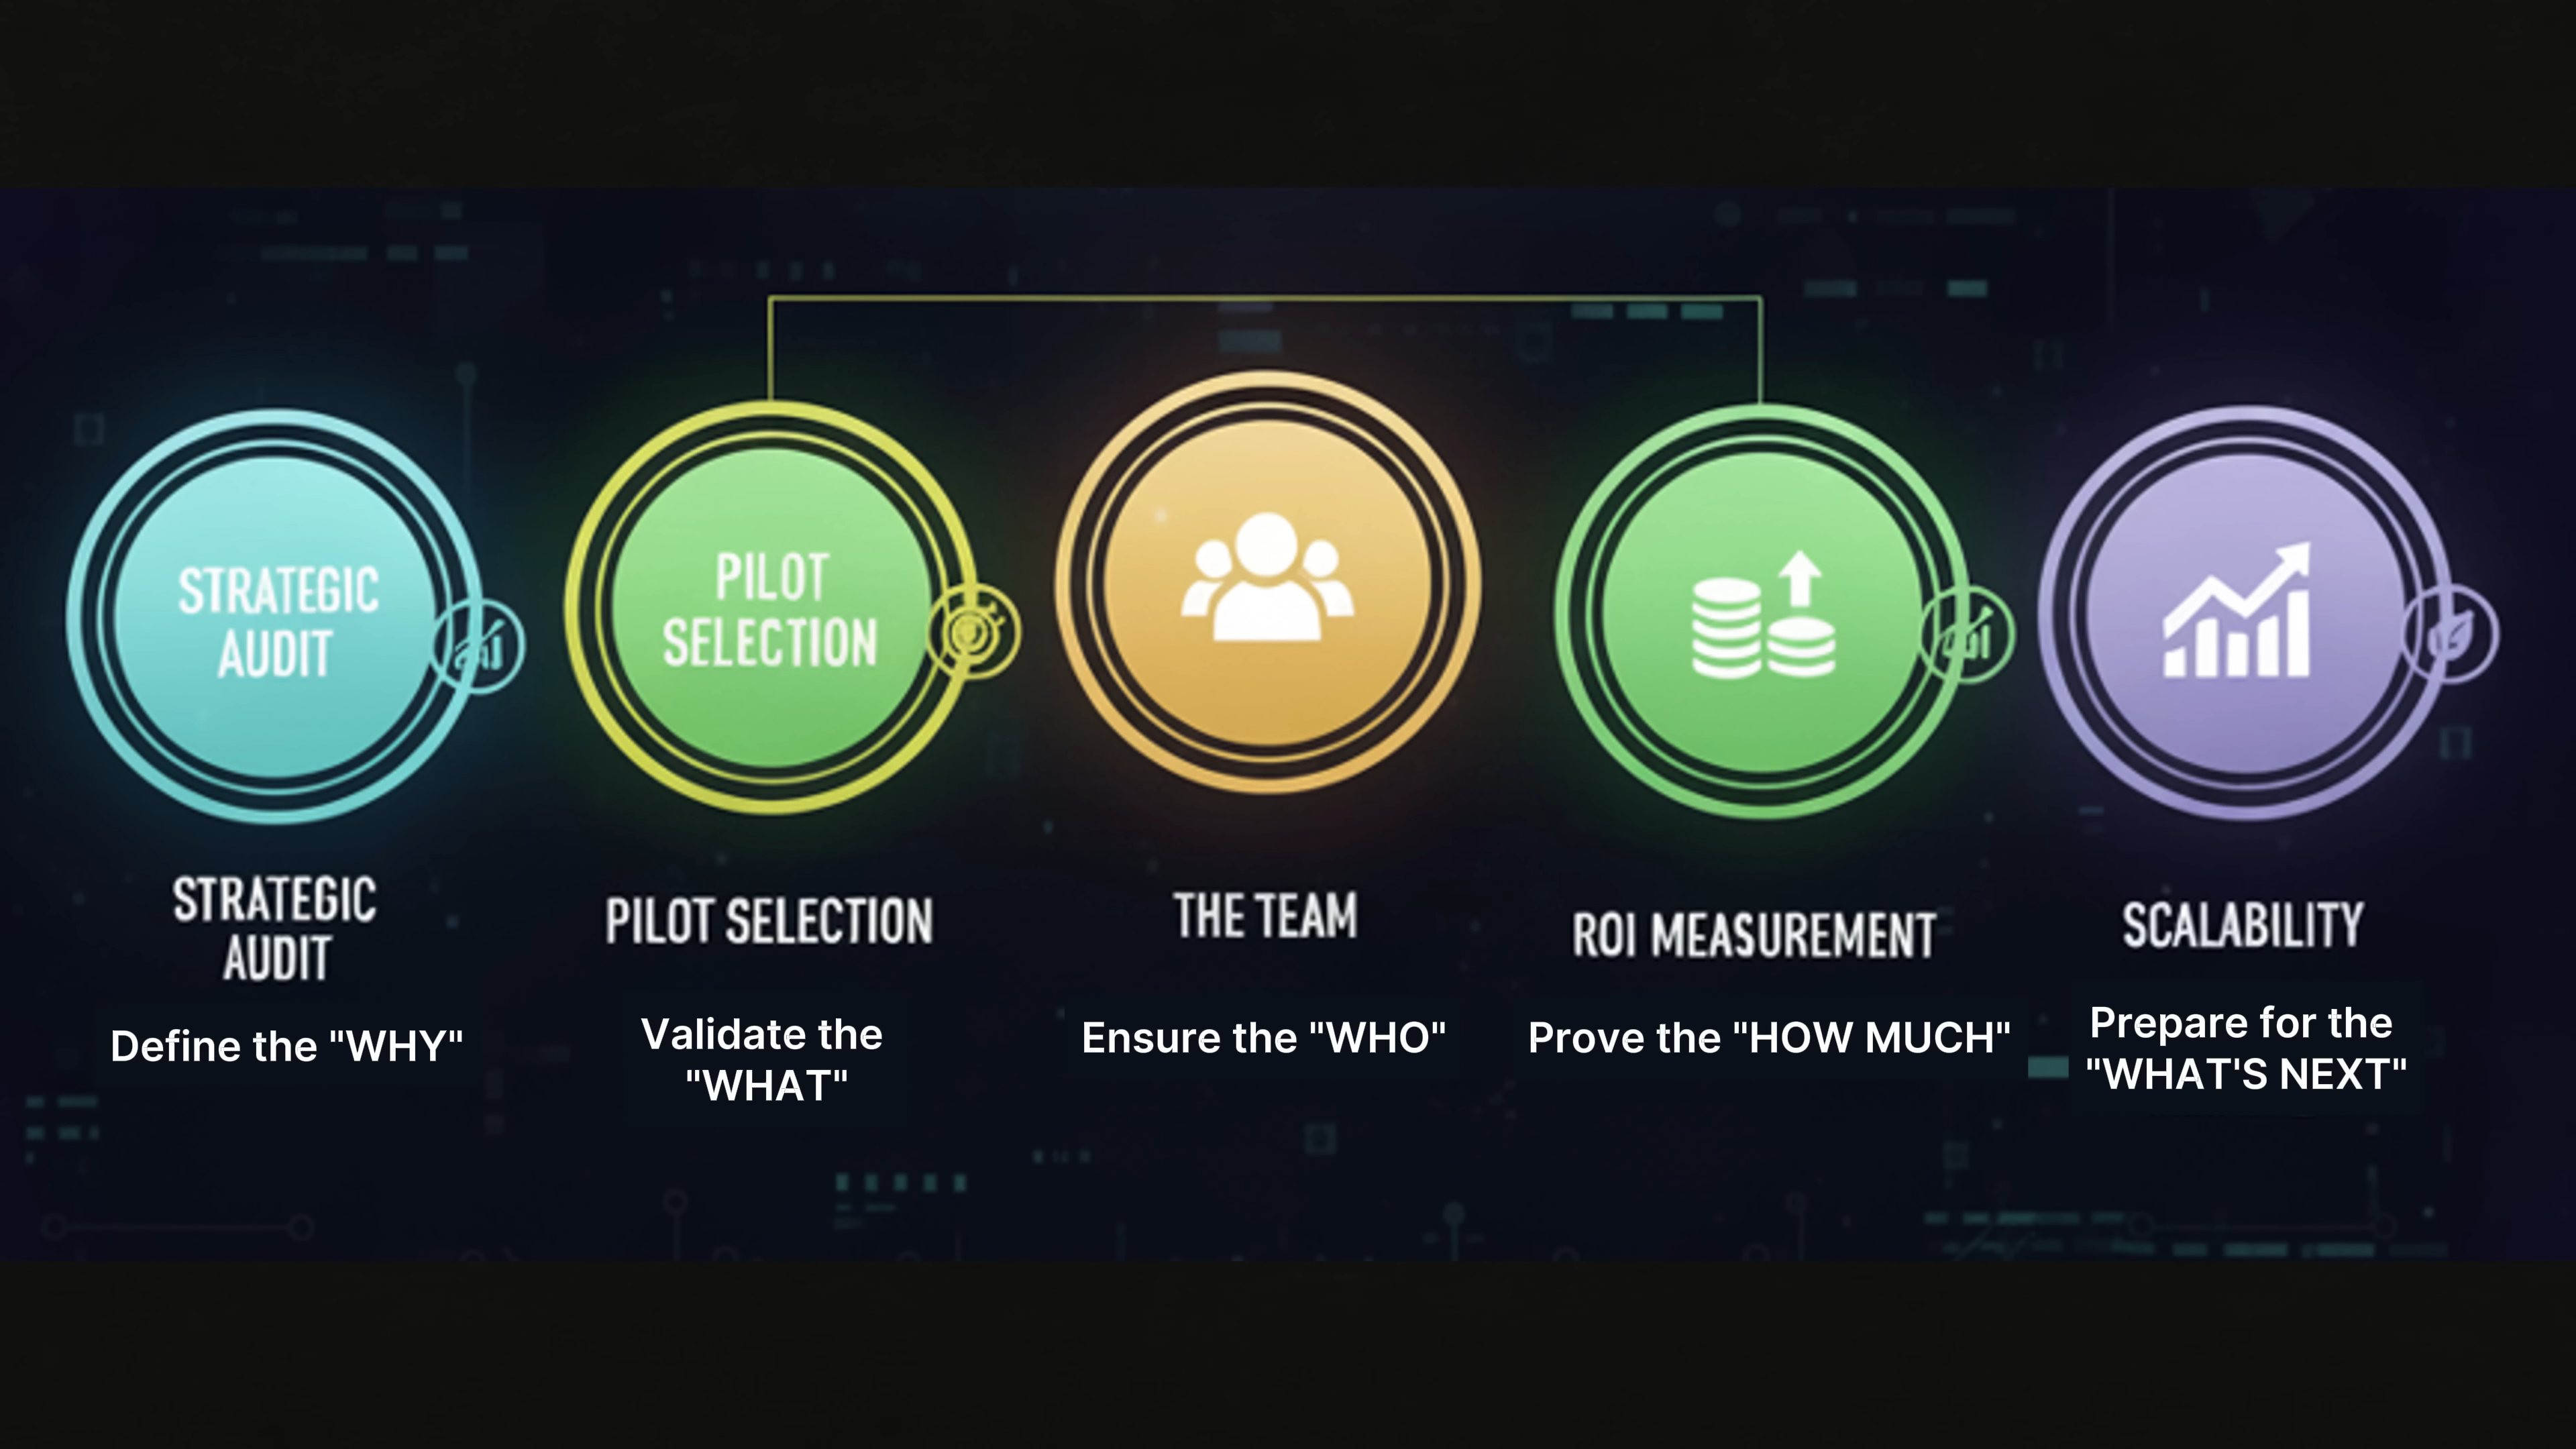 STRATEGIC
AUDIT
STRATEGIC
AUDIT
Define the "WHY"
PILOT
SELECTION
PILOT SELECTION
Validate the
"WHAT"
THE TEAM
Ensure the "WHO"
ROI MEASUREMENT
Prove the "HOW MUCH"
SCALABILITY
Prepare for the
"WHAT'S NEXT"